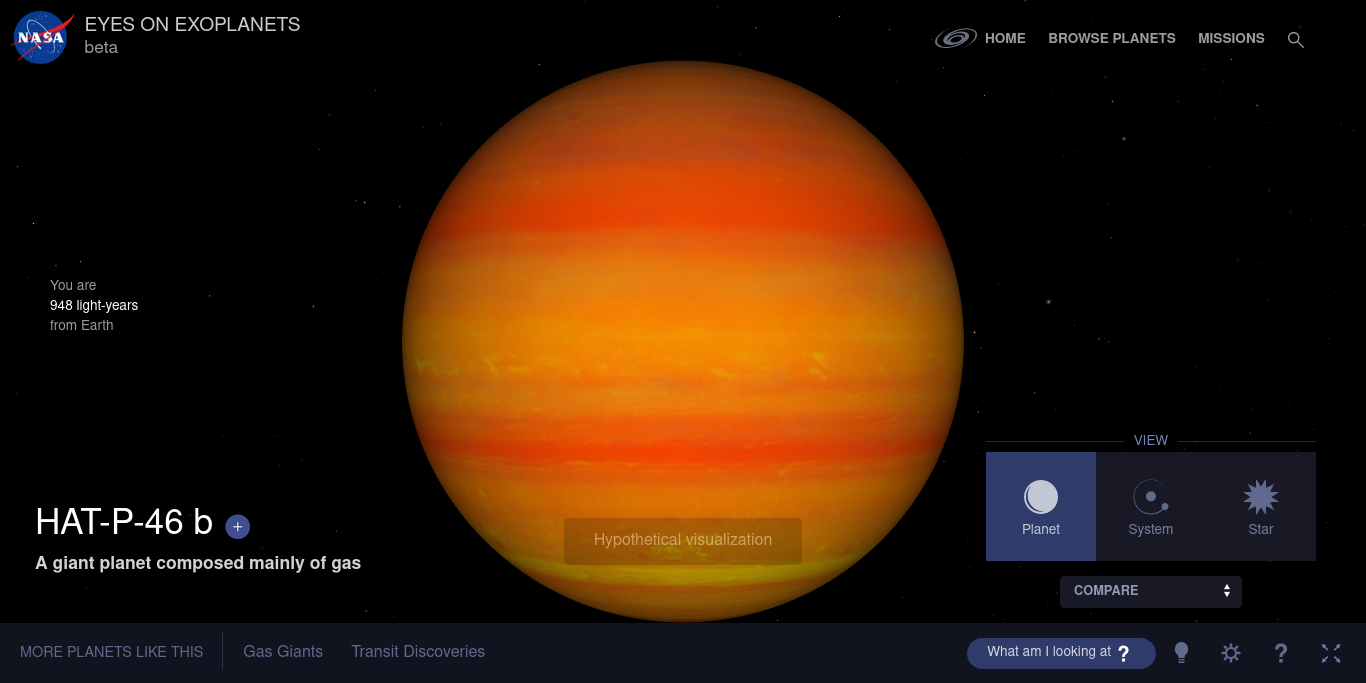 NASA
EYES ON EXOPLANETS
beta
HOME
BROWSE PLANETS
MISSIONS
You are
948 light-years
from Earth
HAT-P-46 b +
A giant planet composed mainly of gas
Hypothetical visualization
VIEW
Planet
System
Star
COMPARE
MORE PLANETS LIKE THIS
Gas Giants
Transit Discoveries
What am I looking at ?
?